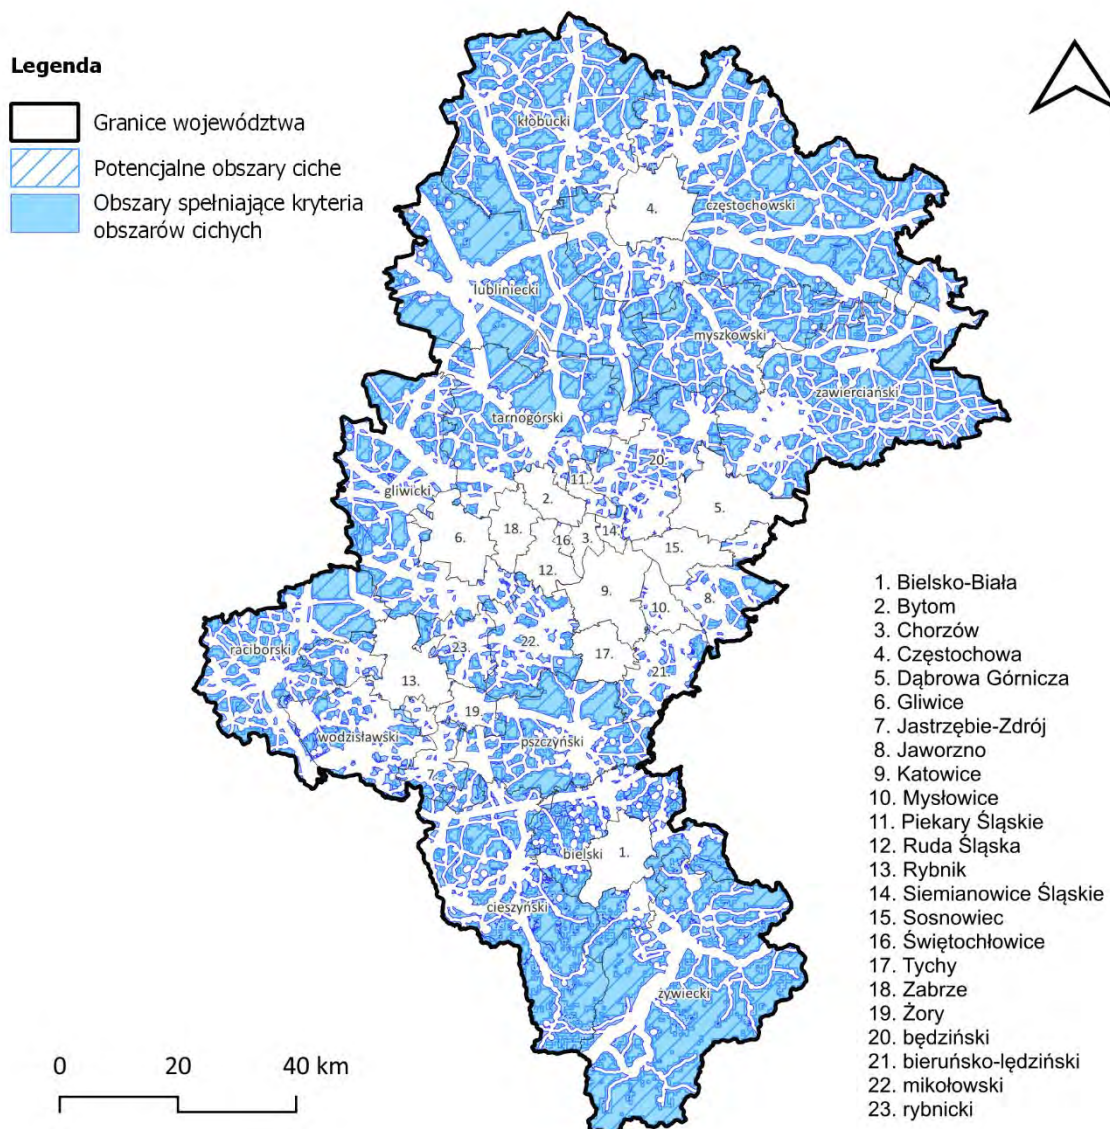 Legenda
Granice województwa
Potencjalne obszary ciche
Obszary spełniające kryteria
obszarów cichych
kłobucki
4.
częstochowski
lubliniecki
myszkowski
zawierciański
tarnogórski
20.
gliwicki
11.
2.
5.
6.
18.
16.
3.
14.
15.
12.
9.
10.
8.
raciborski
23.
22.
17.
21.
13.
19.
wodzisławski
pszczyński
7.
bielski
1.
cieszyński
żywiecki
1. Bielsko-Biała
2. Bytom
3. Chorzów
4. Częstochowa
5. Dąbrowa Górnicza
6. Gliwice
7. Jastrzębie-Zdrój
8. Jaworzno
9. Katowice
10. Mysłowice
11. Piekary Śląskie
12. Ruda Śląska
13. Rybnik
14. Siemianowice Śląskie
15. Sosnowiec
16. Świętochłowice
17. Tychy
18. Zabrze
19. Żory
20. będziński
21. bieruńsko-lędziński
22. mikołowski
23. rybnicki
0 20 40 km